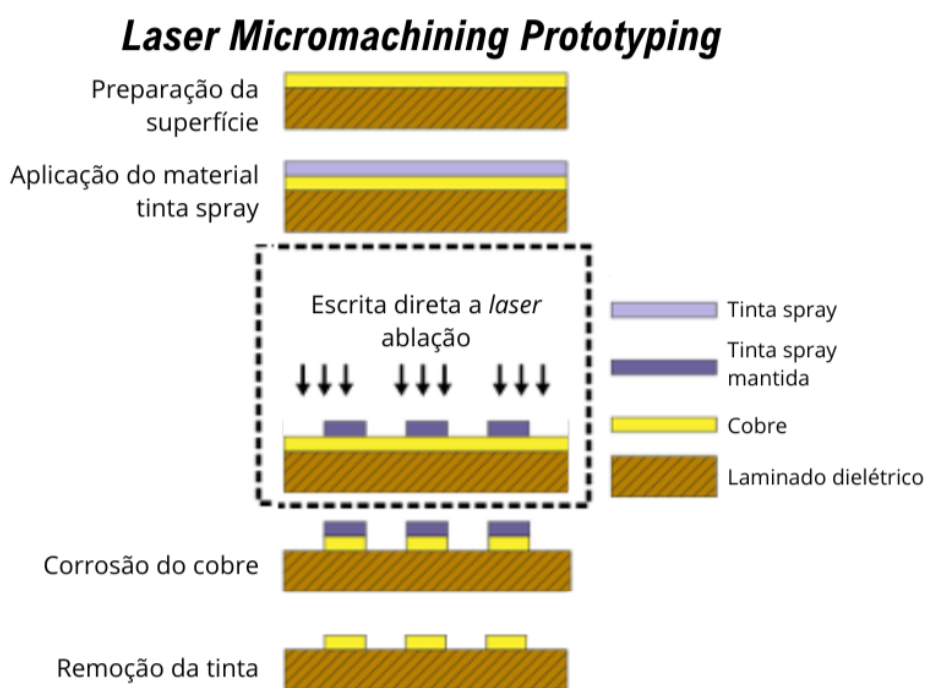 Laser Micromachining Prototyping
Preparação da
superfície
Aplicação do material
tinta spray
Escrita direta a laser
ablação
Tinta spray
Tinta spray
mantida
Cobre
Laminado dielétrico
Corrosão do cobre
Remoção da tinta